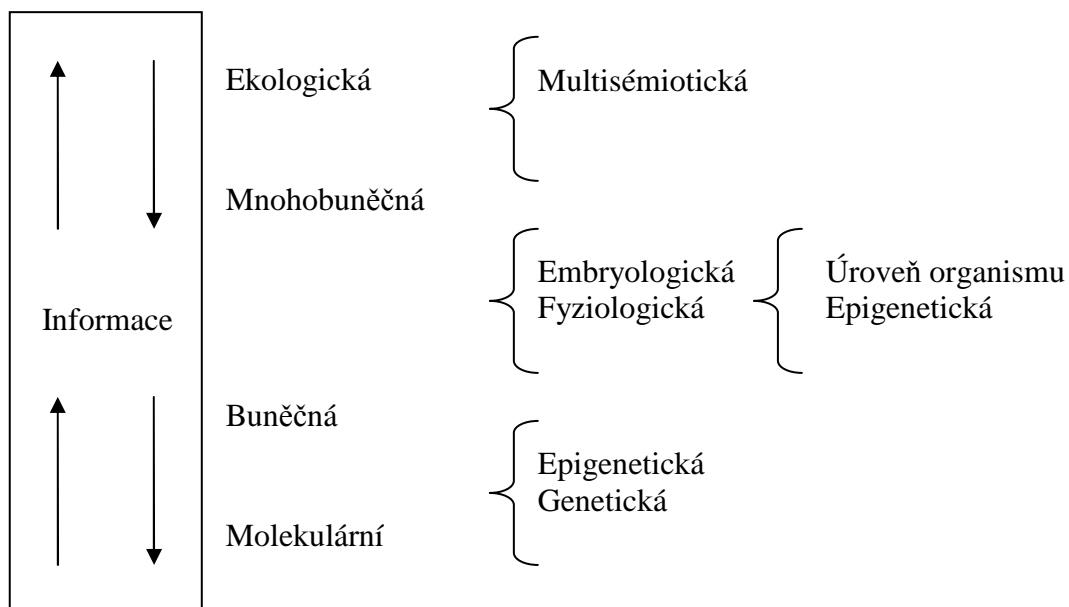 Ekologická
Multisémiotická
Mnohobuněčná
Embryologická
Fyziologická
Úroveň organismu
Epigenetická
Informace
Buněčná
Epigenetická
Genetická
Molekulární